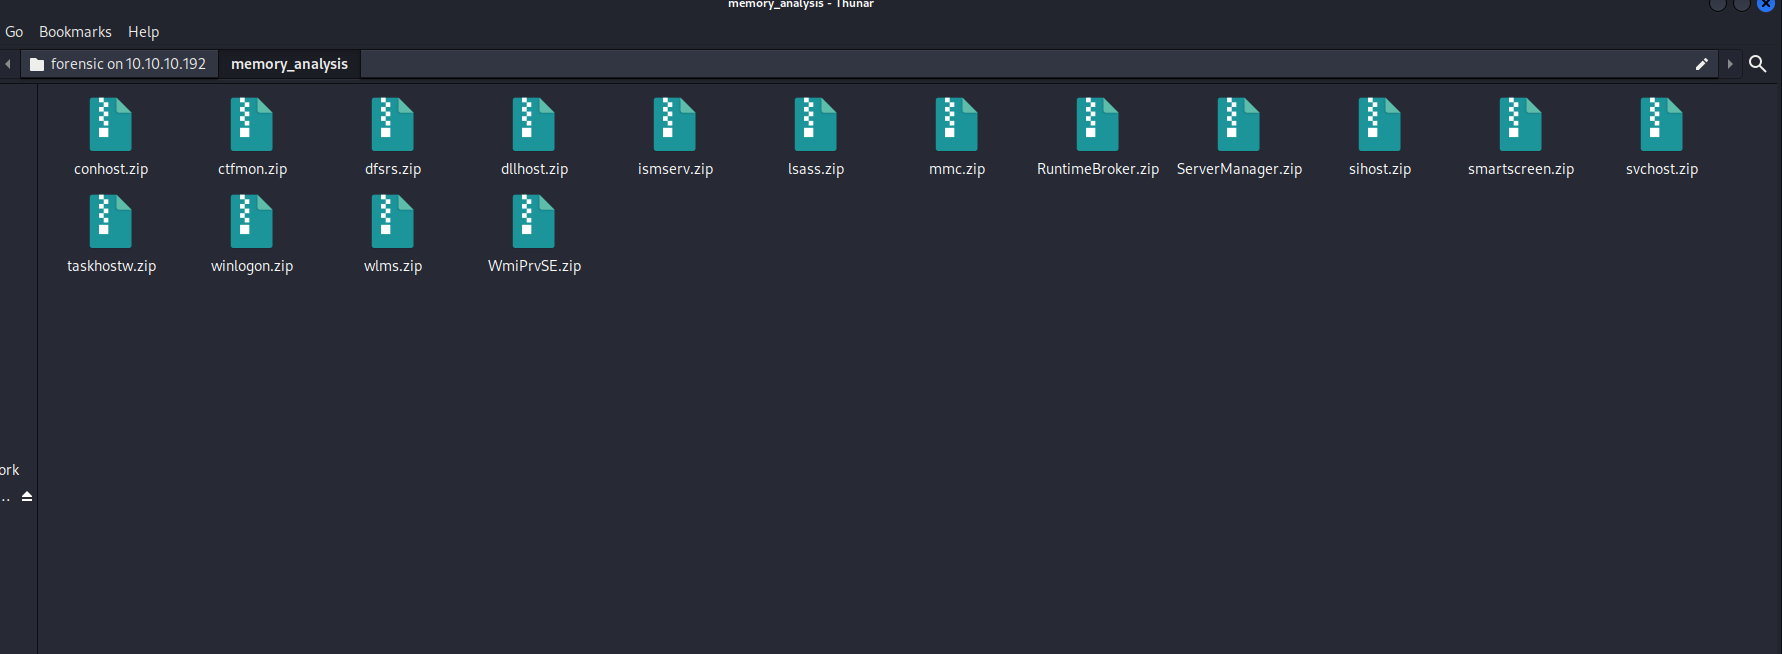 memory_analysis - Thunar
Go Bookmarks Help
forensic on 10.10.10.192 memory_analysis
conhost.zip ctfmon.zip dfsrs.zip dllhost.zip ismserv.zip lsass.zip mmc.zip RuntimeBroker.zip ServerManager.zip sihost.zip smartscreen.zip svchost.zip
taskhostw.zip winlogon.zip wlms.zip WmiPrvSE.zip
ork
..